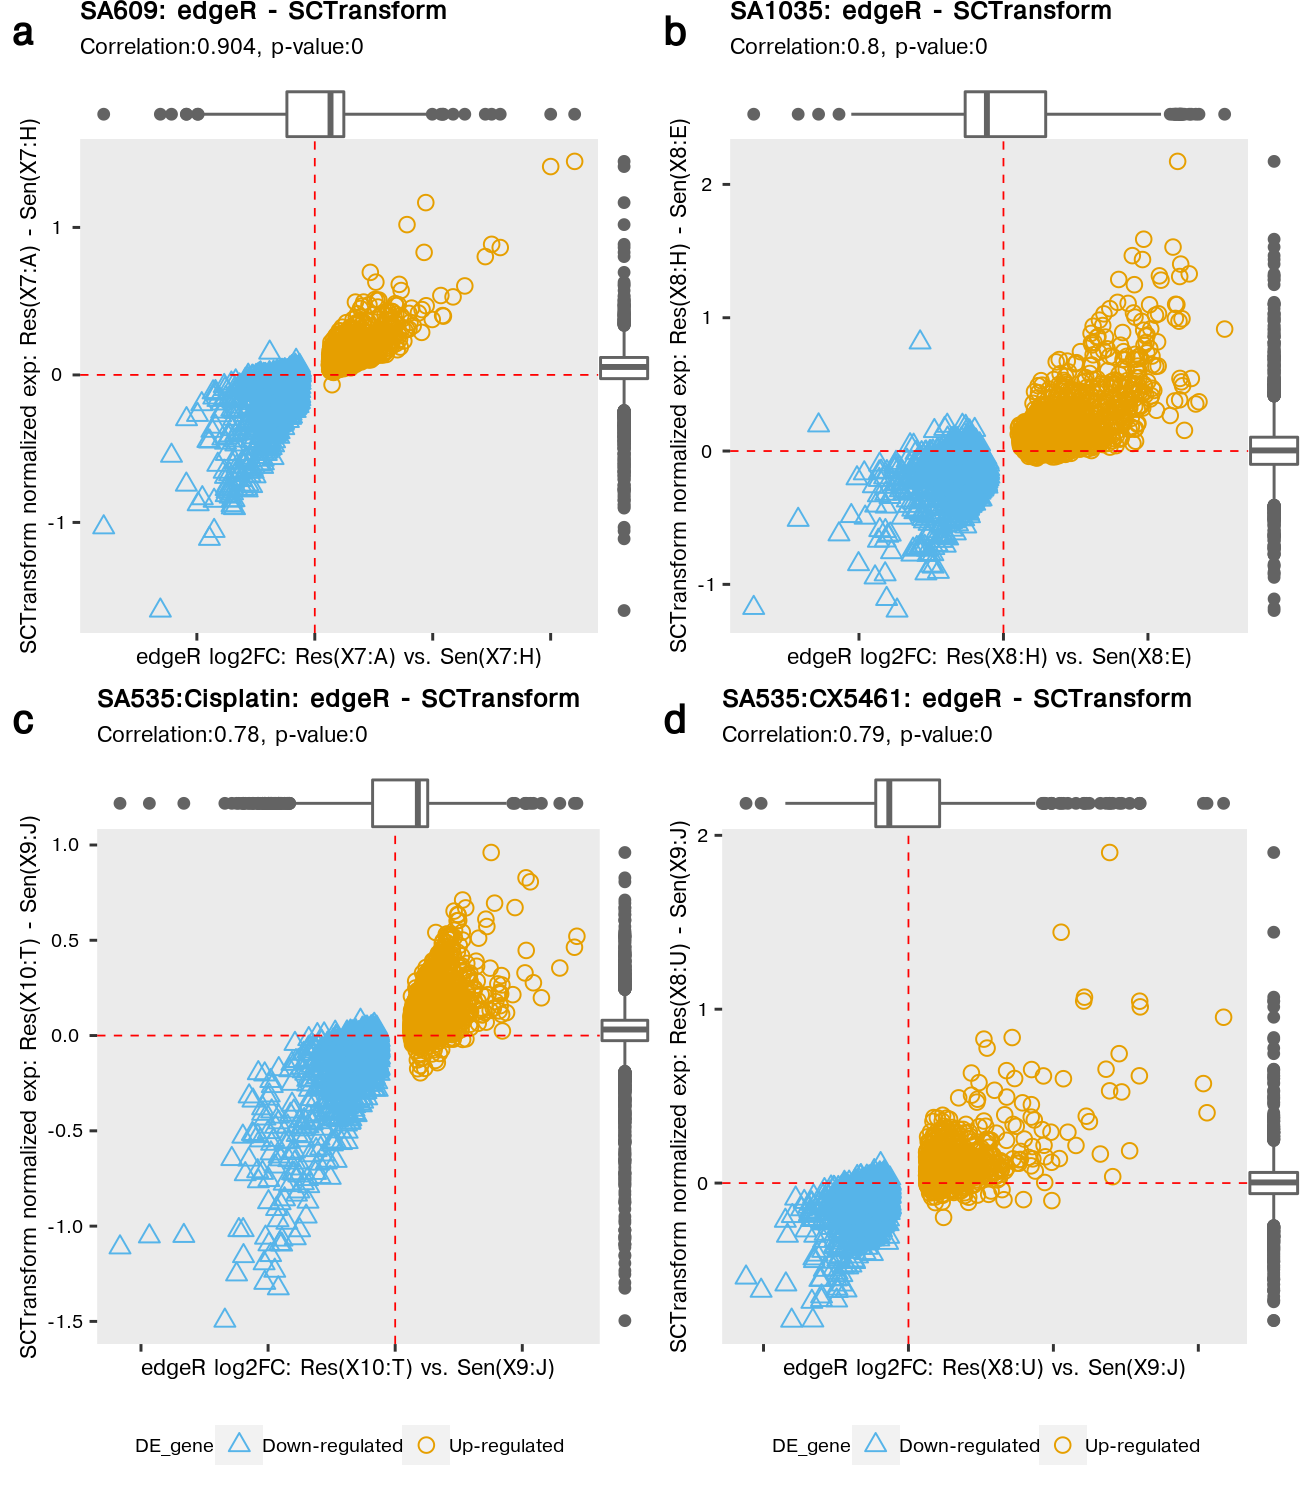 a
SA609: edgeR - SCTransform
Correlation:0.904, p-value:0
SCTransform normalized exp: Res(X7:A) - Sen(X7:H)
1
0
-1
edgeR log2FC: Res(X7:A) vs. Sen(X7:H)
b
SA1035: edgeR - SCTransform
Correlation:0.8, p-value:0
SCTransform normalized exp: Res(X8:H) - Sen(X8:E)
2
1
0
-1
edgeR log2FC: Res(X8:H) vs. Sen(X8:E)
c
SA535:Cisplatin: edgeR - SCTransform
Correlation:0.78, p-value:0
SCTransform normalized exp: Res(X10:T) - Sen(X9:J)
1.0
0.5
0.0
-0.5
-1.0
-1.5
edgeR log2FC: Res(X10:T) vs. Sen(X9:J)
DE_gene Down-regulated Up-regulated
d
SA535:CX5461: edgeR - SCTransform
Correlation:0.79, p-value:0
SCTransform normalized exp: Res(X8:U) - Sen(X9:J)
2
1
0
edgeR log2FC: Res(X8:U) vs. Sen(X9:J)
DE_gene Down-regulated Up-regulated